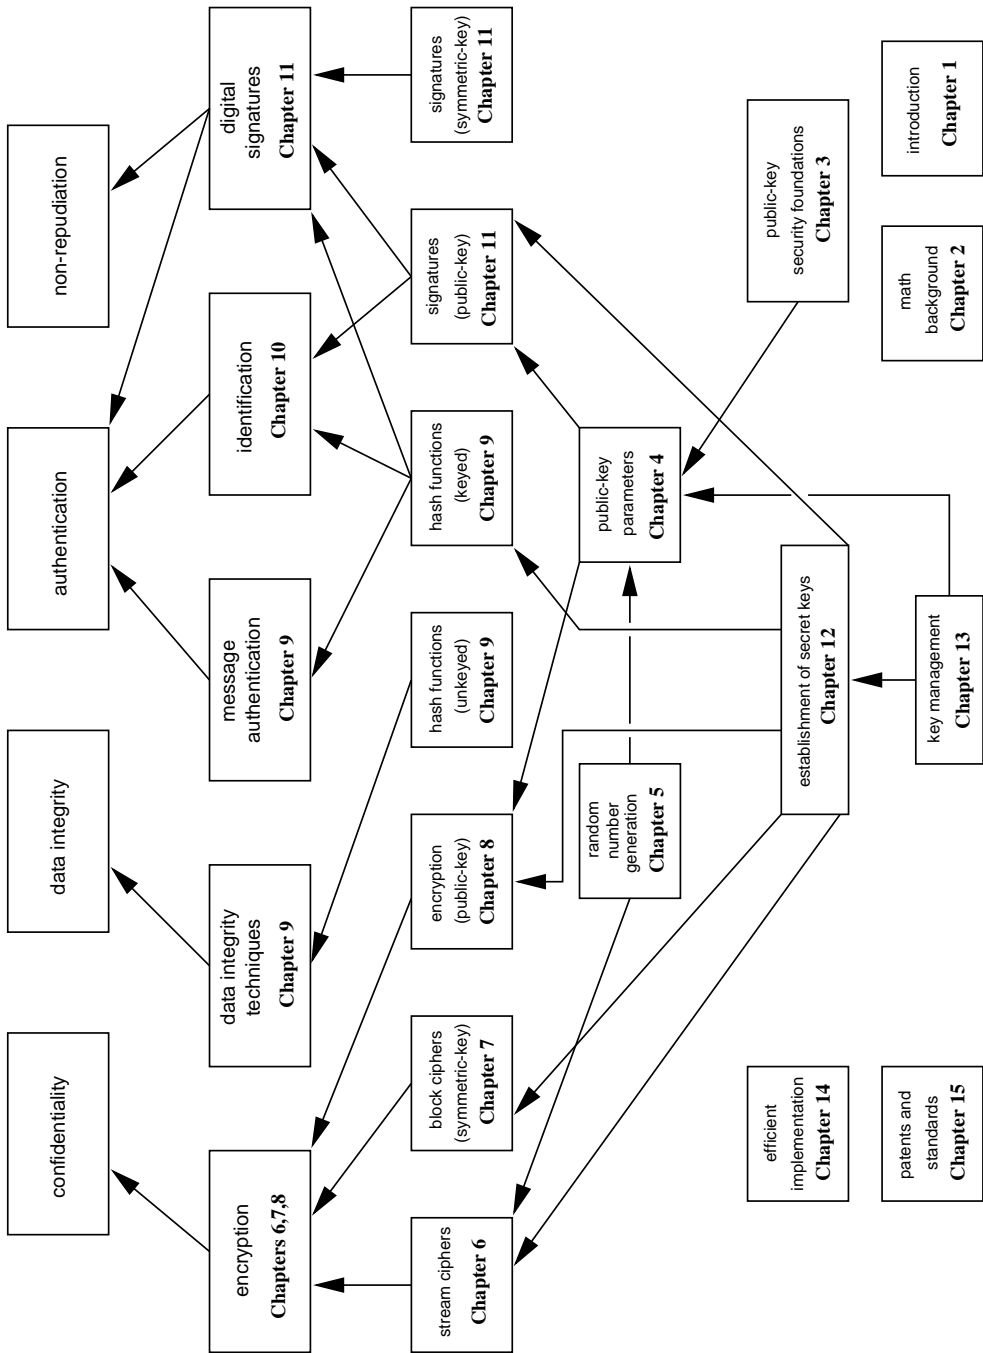 confidentiality
data integrity
authentication
non-repudiation
encryption
Chapters 6,7,8
data integrity
techniques
Chapter 9
message
authentication
Chapter 9
identification
Chapter 10
digital
signatures
Chapter 11
stream ciphers
Chapter 6
block ciphers
(symmetric-key)
Chapter 7
encryption
(public-key)
Chapter 8
hash functions
(unkeyed)
Chapter 9
hash functions
(keyed)
Chapter 9
signatures
(public-key)
Chapter 11
signatures
(symmetric-key)
Chapter 11
random
number
generation
Chapter 5
public-key
parameters
Chapter 4
efficient
implementation
Chapter 14
establishment of secret keys
Chapter 12
public-key
security foundations
Chapter 3
patents and
standards
Chapter 15
key management
Chapter 13
math
background
Chapter 2
introduction
Chapter 1